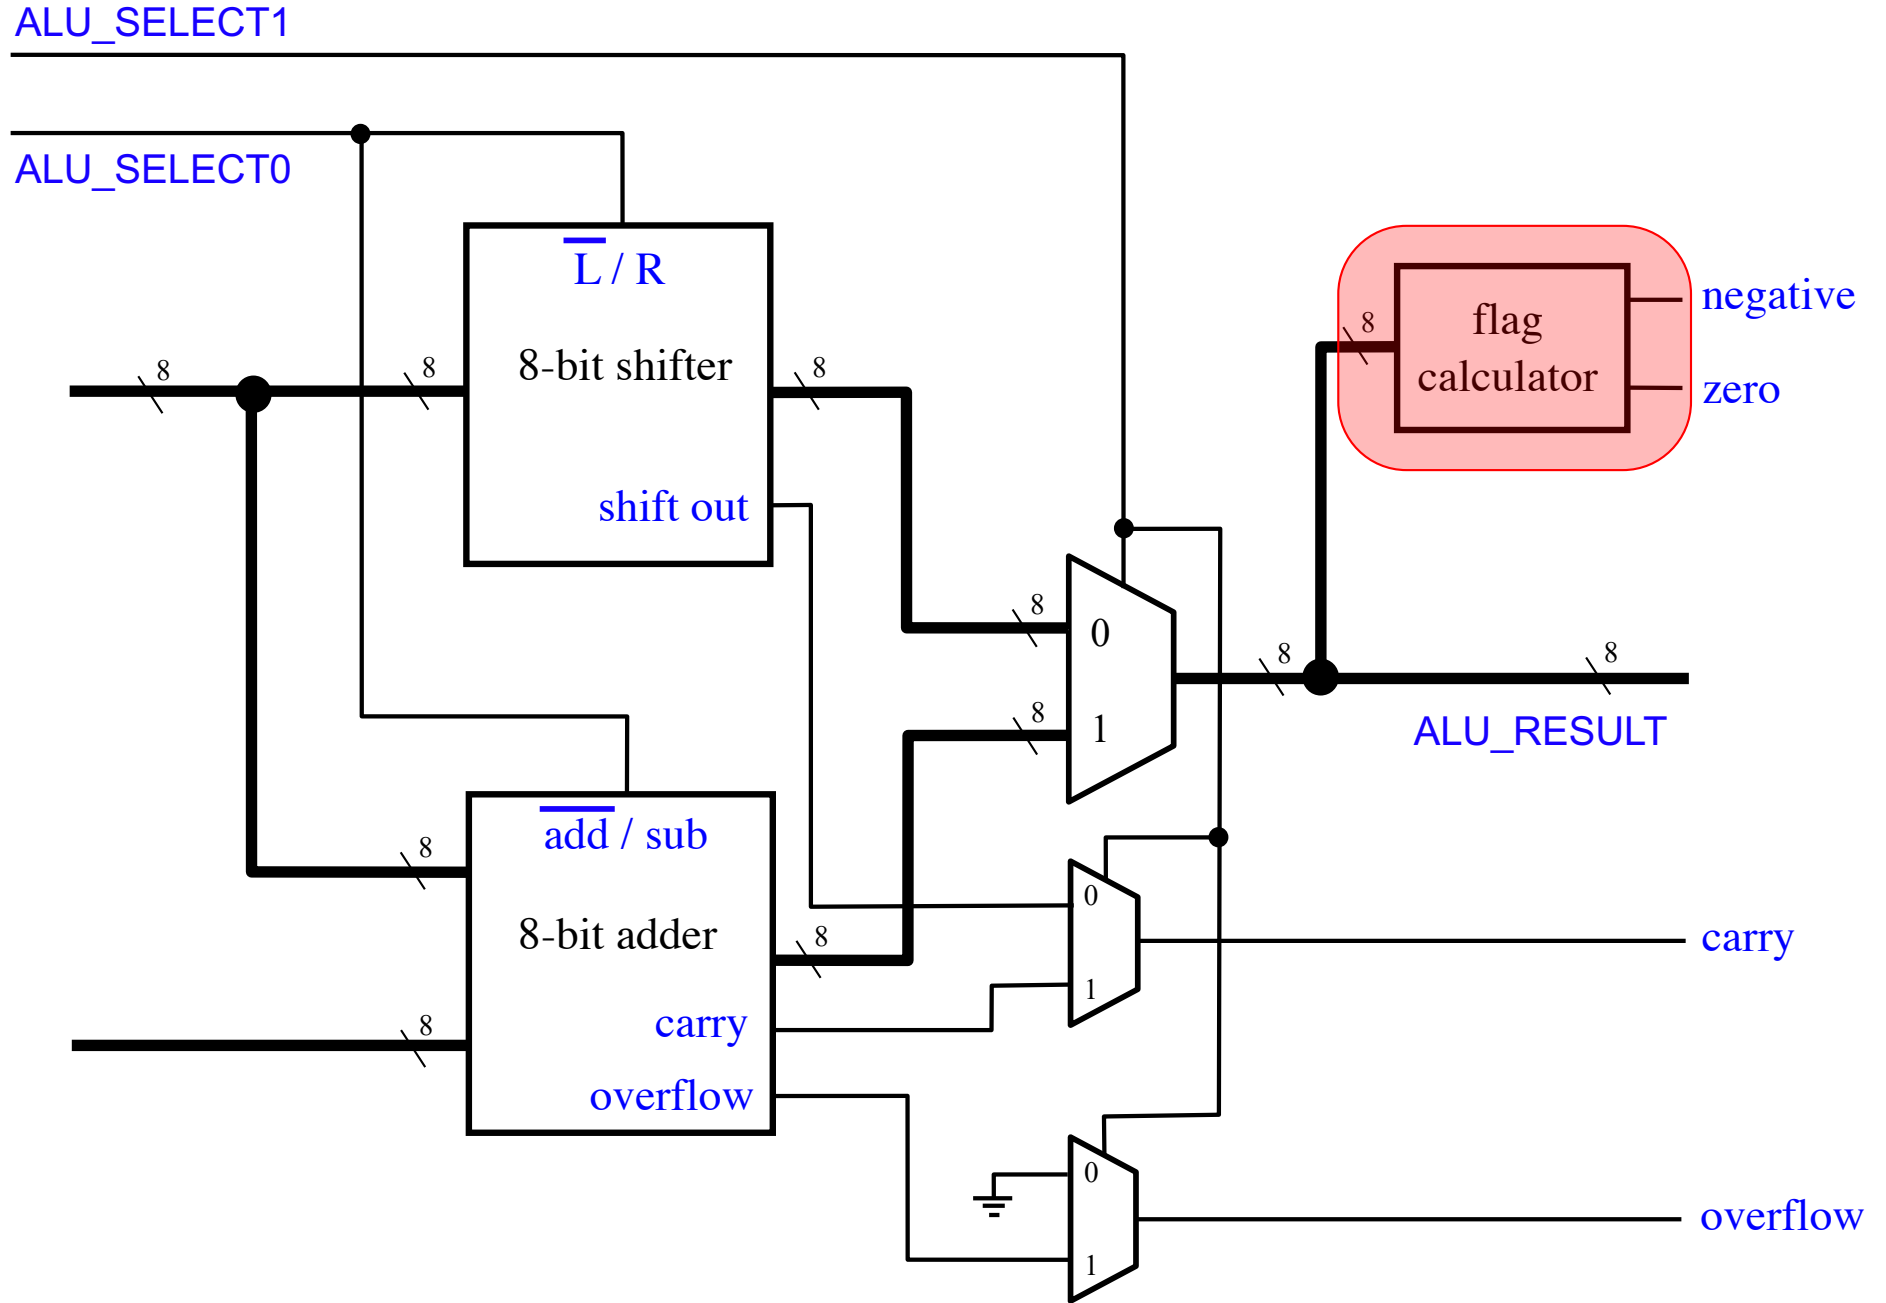 ALU_SELECT1
ALU_SELECT0
L / R
8-bit shifter
shift out
8
8
8
8
8
8
8
8
8
8
8
add / sub
8-bit adder
carry
overflow
0
1
0
1
0
1
flag
calculator
negative
zero
ALU_RESULT
carry
overflow